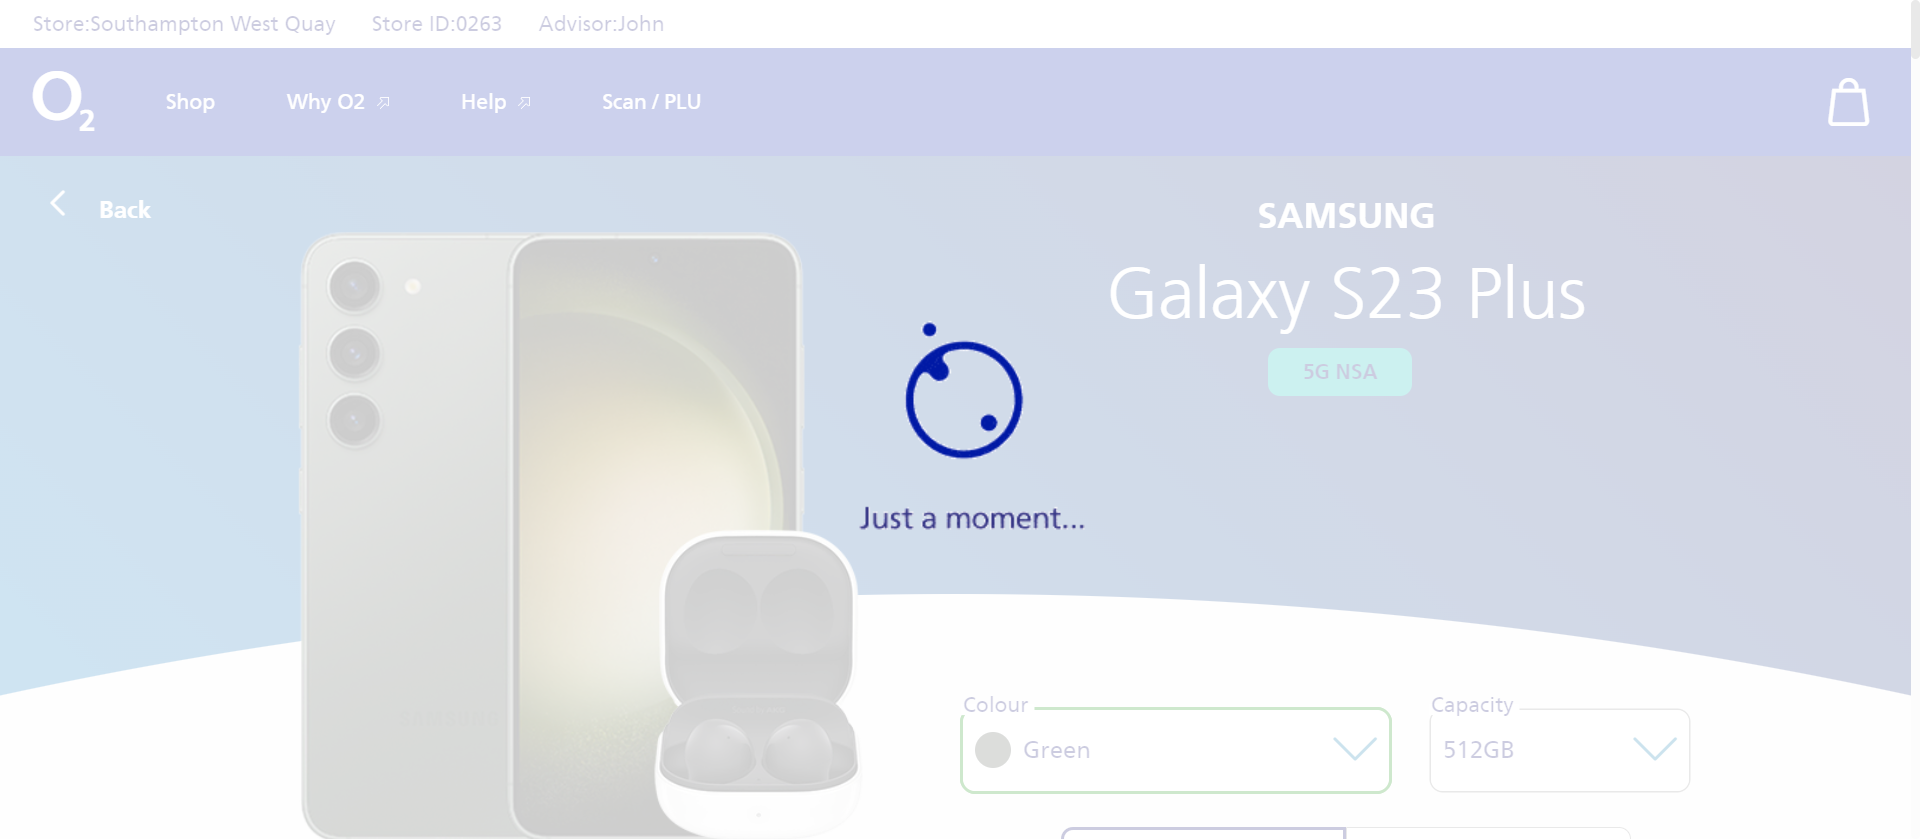 Store:Southampton West Quay Store ID:0263 Advisor:John
O2 Shop Why O2 Help Scan / PLU
Back
SAMSUNG
Galaxy S23 Plus
5G NSA
Just a moment...
Colour
Green
Capacity
512GB